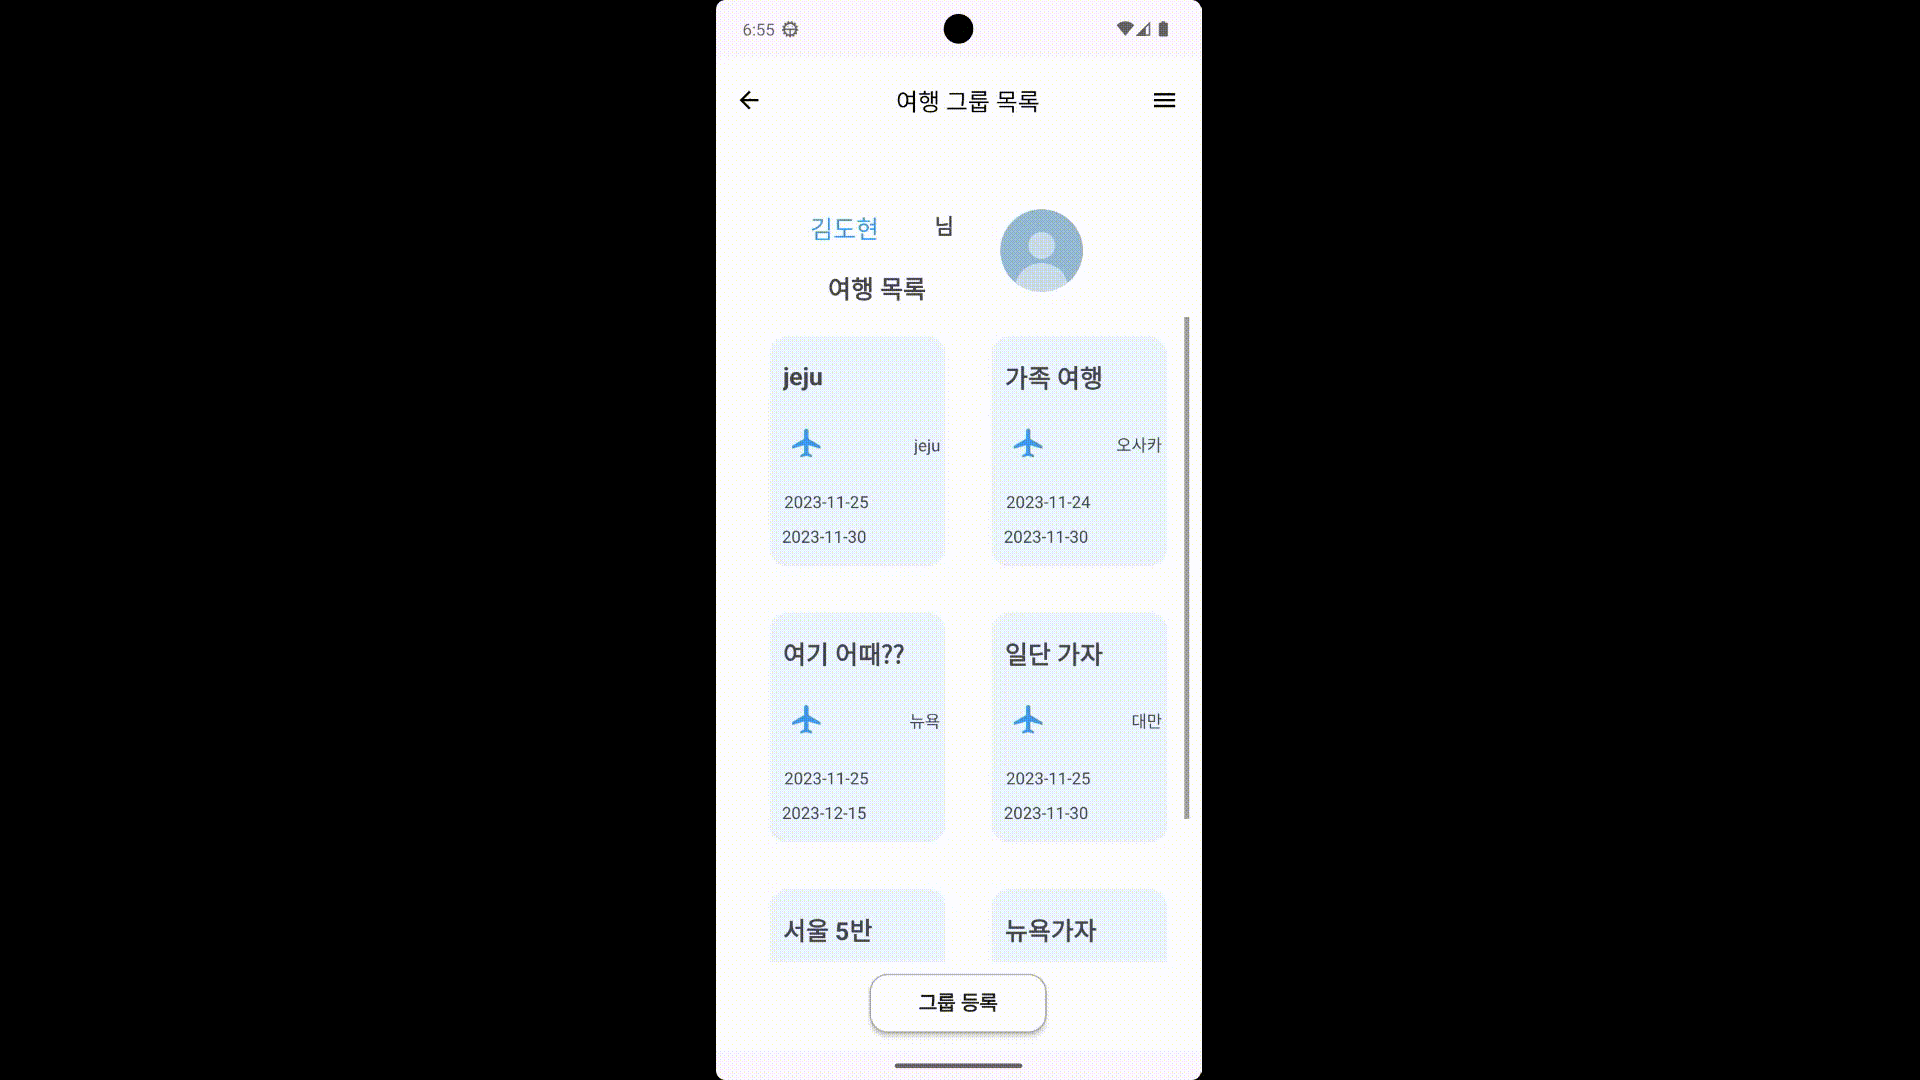 6:55
여행 그룹 목록
김도현 님
여행 목록
jeju
jeju
2023-11-25
2023-11-30
가족 여행
오사카
2023-11-24
2023-11-30
여기 어때??
뉴욕
2023-11-25
2023-12-15
일단 가자
대만
2023-11-25
2023-11-30
서울 5반
뉴욕가자
그룹 등록